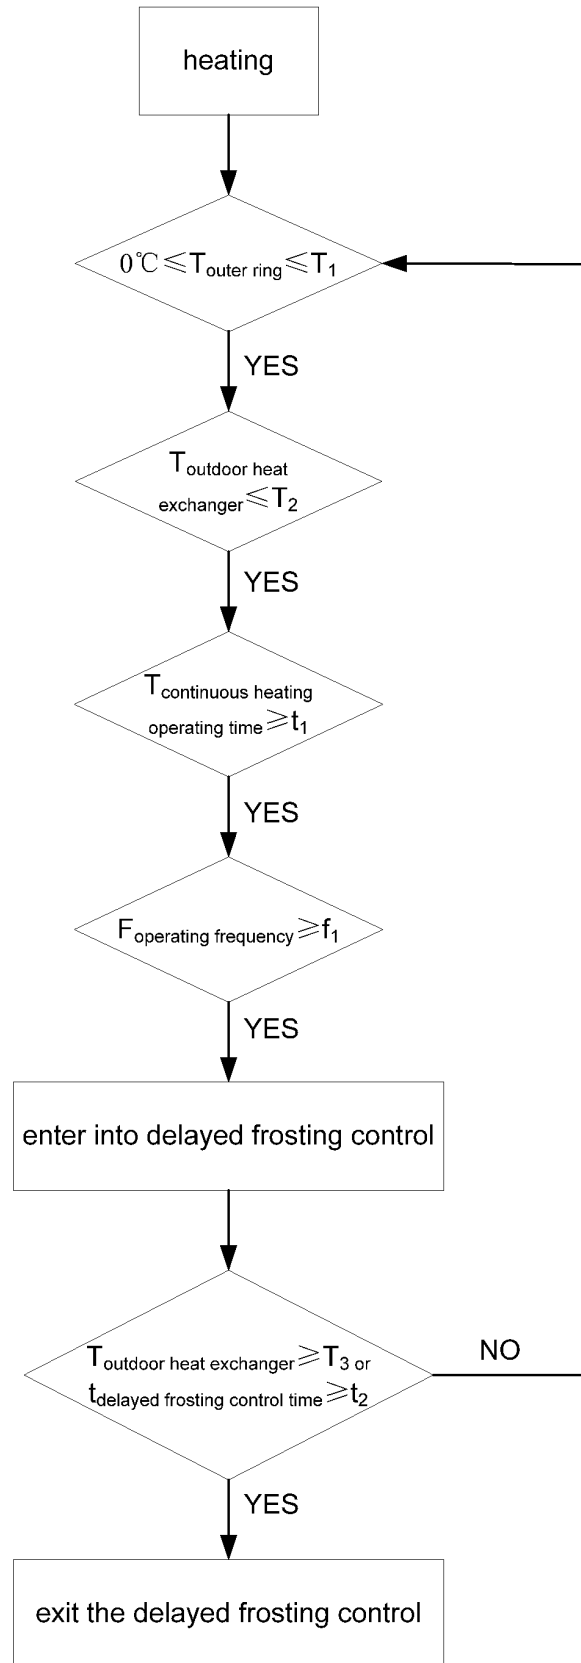 heating
0℃≤Touter ring≤T1
YES
Toutdoor heat
exchanger≤T2
YES
Tcontinuous heating
operating time≥t1
YES
Foperating frequency≥f1
YES
enter into delayed frosting control
Toutdoor heat exchanger≥T3 or
tdelayed frosting control time≥t2
NO
YES
exit the delayed frosting control